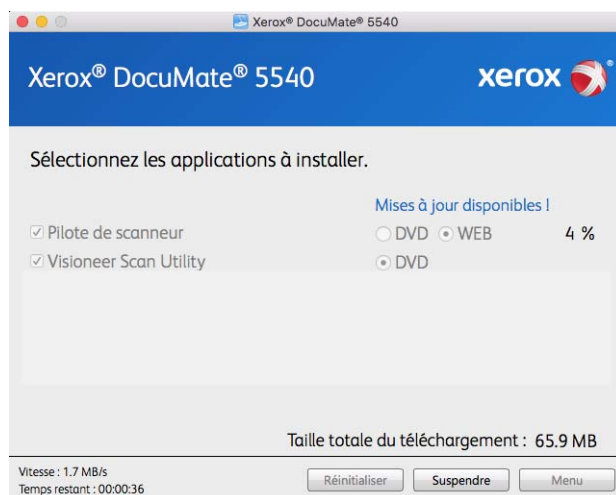 Xerox® DocuMate® 5540
Xerox® DocuMate® 5540
xerox ®
Sélectionnez les applications à installer.
Mises à jour disponibles !
Pilote de scanneur DVD WEB 4 %
Visioneer Scan Utility DVD
Taille totale du téléchargement : 65.9 MB
Vitesse : 1.7 MB/s
Temps restant : 00:00:36
Réinitialiser Suspendre Menu